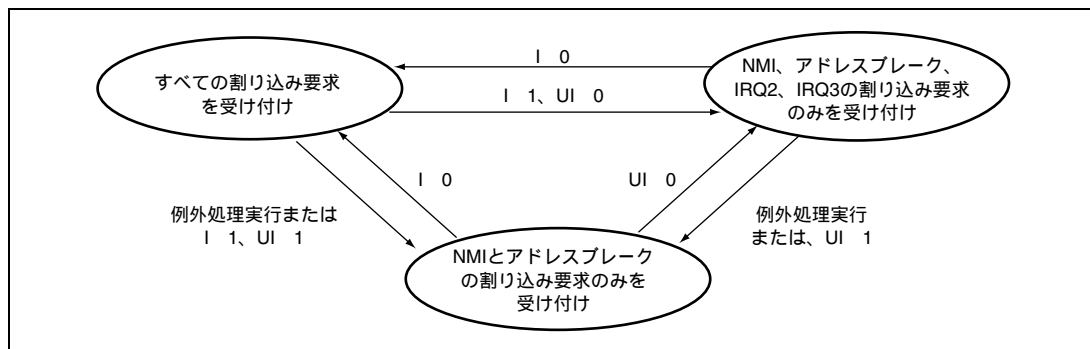 すべての割り込み要求
を受け付け
I 0
I 1、UI 0
NMI、アドレスブレーク、
IRQ2、IRQ3の割り込み要求
のみを受け付け
I 0
UI 0
例外処理実行または
I 1、UI 1
例外処理実行
または、UI 1
NMIとアドレスブレーク
の割り込み要求のみを
受け付け